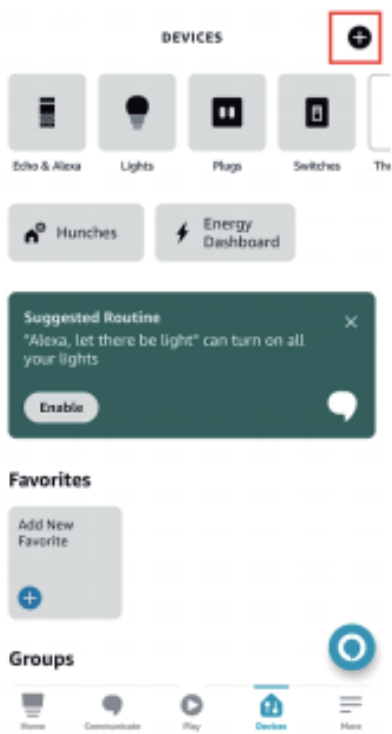 DEVICES
Echo & Alexa
Lights
Plugs
Switches
The
Hunches
Energy
Dashboard
Suggested Routine
"Alexa, let there be light" can turn on all
your lights
Enable
Favorites
Add New
Favorite
Groups
Home
Communicate
Play
Devices
More